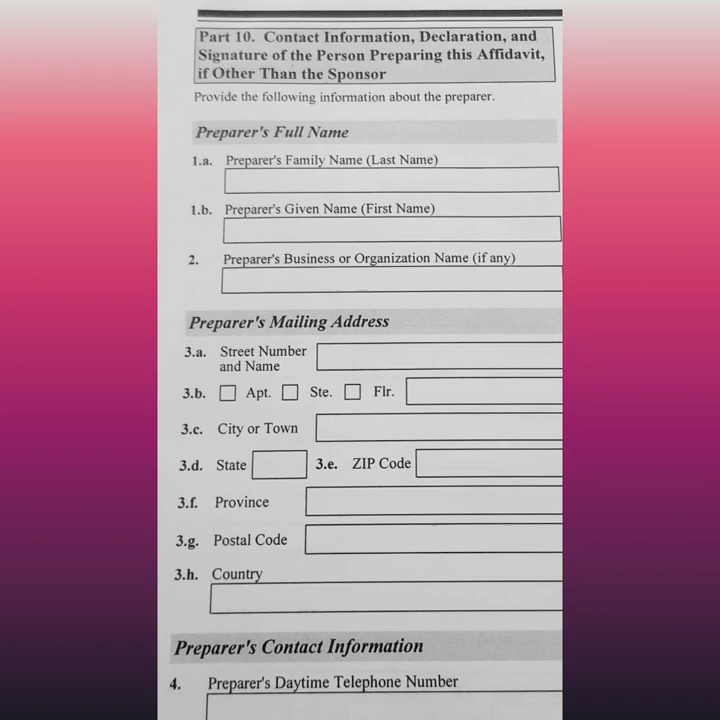 Part 10. Contact Information, Declaration, and
Signature of the Person Preparing this Affidavit,
if Other Than the Sponsor
Provide the following information about the preparer.
Preparer's Full Name
1.a. Preparer's Family Name (Last Name)
1.b. Preparer's Given Name (First Name)
2. Preparer's Business or Organization Name (if any)
Preparer's Mailing Address
3.a. Street Number
and Name
3.b. Apt. Ste. Flr.
3.c. City or Town
3.d. State 3.e. ZIP Code
3.f. Province
3.g. Postal Code
3.h. Country
Preparer's Contact Information
4. Preparer's Daytime Telephone Number